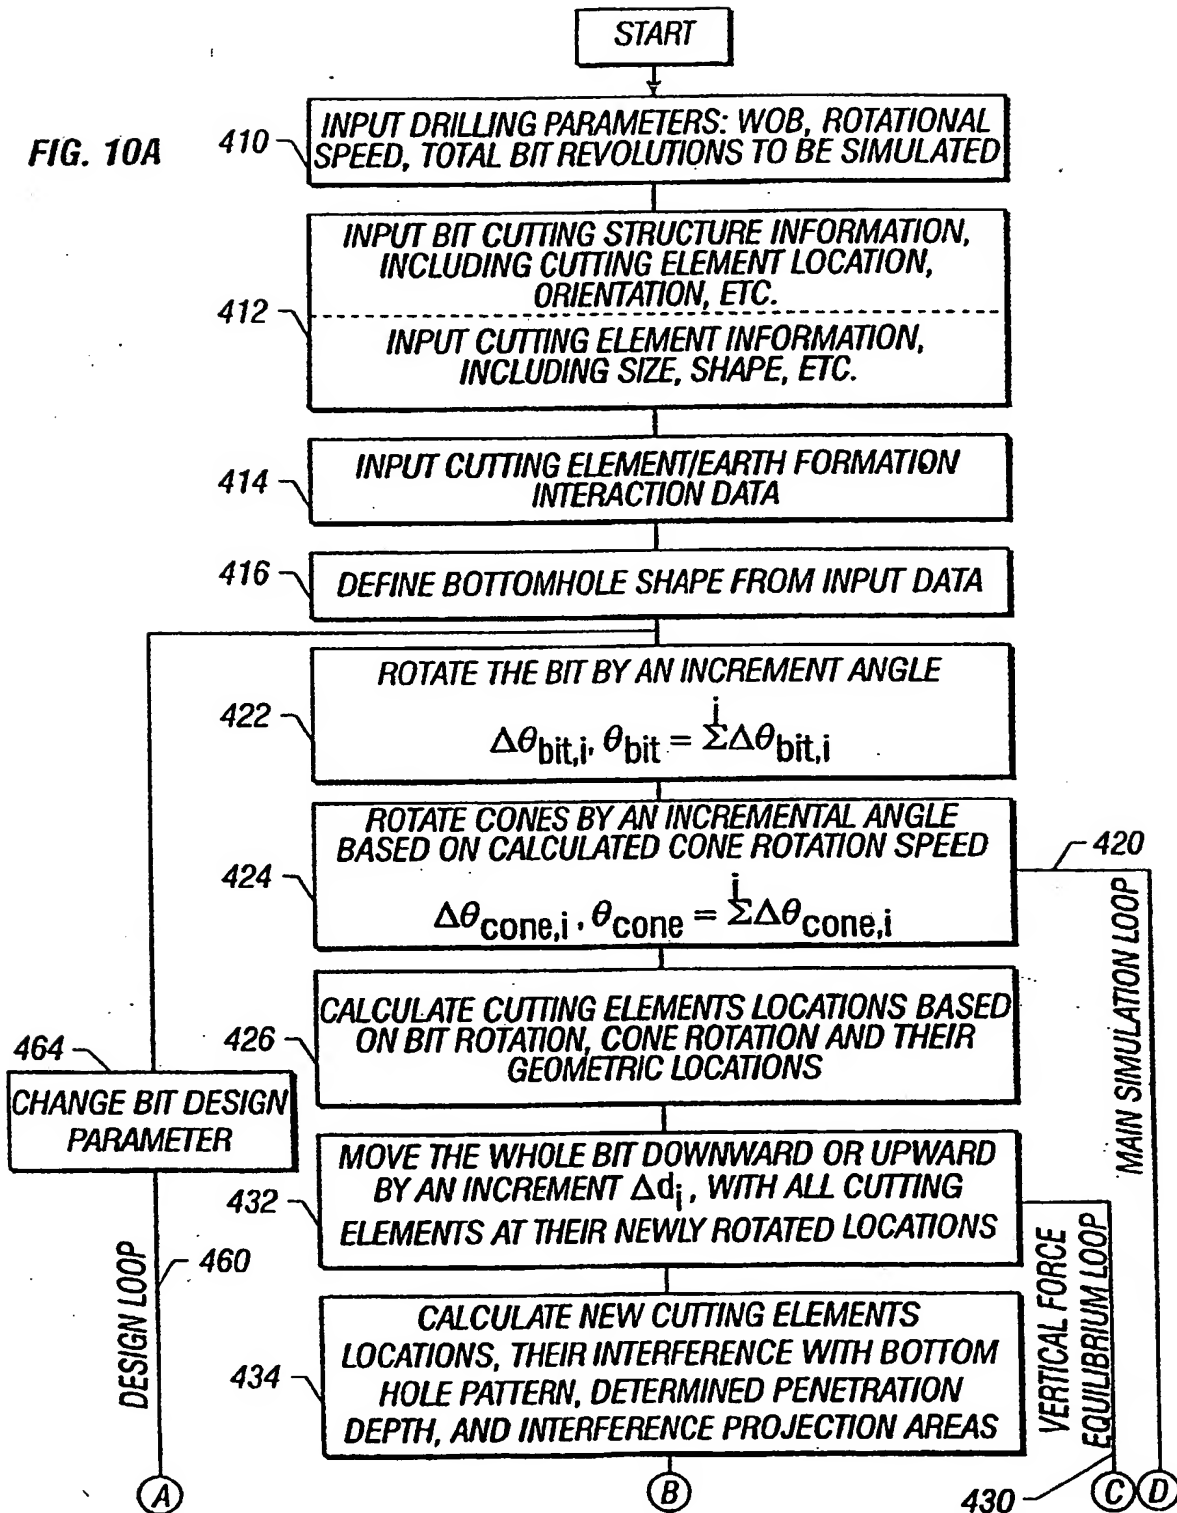 START
FIG. 10A
410
INPUT DRILLING PARAMETERS: WOB, ROTATIONAL
SPEED, TOTAL BIT REVOLUTIONS TO BE SIMULATED
412
INPUT BIT CUTTING STRUCTURE INFORMATION,
INCLUDING CUTTING ELEMENT LOCATION,
ORIENTATION, ETC.
INPUT CUTTING ELEMENT INFORMATION,
INCLUDING SIZE, SHAPE, ETC.
414
INPUT CUTTING ELEMENT/EARTH FORMATION
INTERACTION DATA
416
DEFINE BOTTOMHOLE SHAPE FROM INPUT DATA
422
ROTATE THE BIT BY AN INCREMENT ANGLE
i
Δθbit,i, θbit = ΣΔθbit,i
424
ROTATE CONES BY AN INCREMENTAL ANGLE
BASED ON CALCULATED CONE ROTATION SPEED
i
Δθcone,i, θcone = ΣΔθcone,i
420
MAIN SIMULATION LOOP
426
CALCULATE CUTTING ELEMENTS LOCATIONS BASED
ON BIT ROTATION, CONE ROTATION AND THEIR
GEOMETRIC LOCATIONS
464
CHANGE BIT DESIGN
PARAMETER
432
MOVE THE WHOLE BIT DOWNWARD OR UPWARD
BY AN INCREMENT Δdi, WITH ALL CUTTING
ELEMENTS AT THEIR NEWLY ROTATED LOCATIONS
DESIGN LOOP
460
434
CALCULATE NEW CUTTING ELEMENTS
LOCATIONS, THEIR INTERFERENCE WITH BOTTOM
HOLE PATTERN, DETERMINED PENETRATION
DEPTH, AND INTERFERENCE PROJECTION AREAS
VERTICAL FORCE
EQUILIBRIUM LOOP
430
A
B
C
D